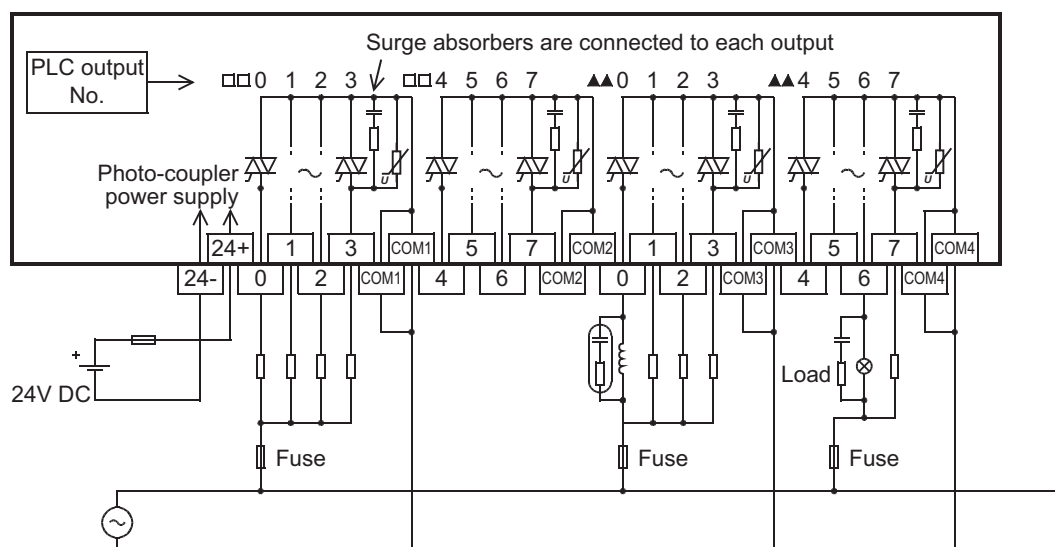 Surge absorbers are connected to each output
PLC output
No.
□□0 1 2 3 □□4 5 6 7 ▲▲0 1 2 3 ▲▲4 5 6 7
Photo-coupler
power supply
U U U U
24+ 1 3 COM1 5 7 COM2 1 3 COM3 5 7 COM4
24- 0 2 COM1 4 6 COM2 0 2 COM3 4 6 COM4
+
24V DC
Load
Fuse Fuse Fuse